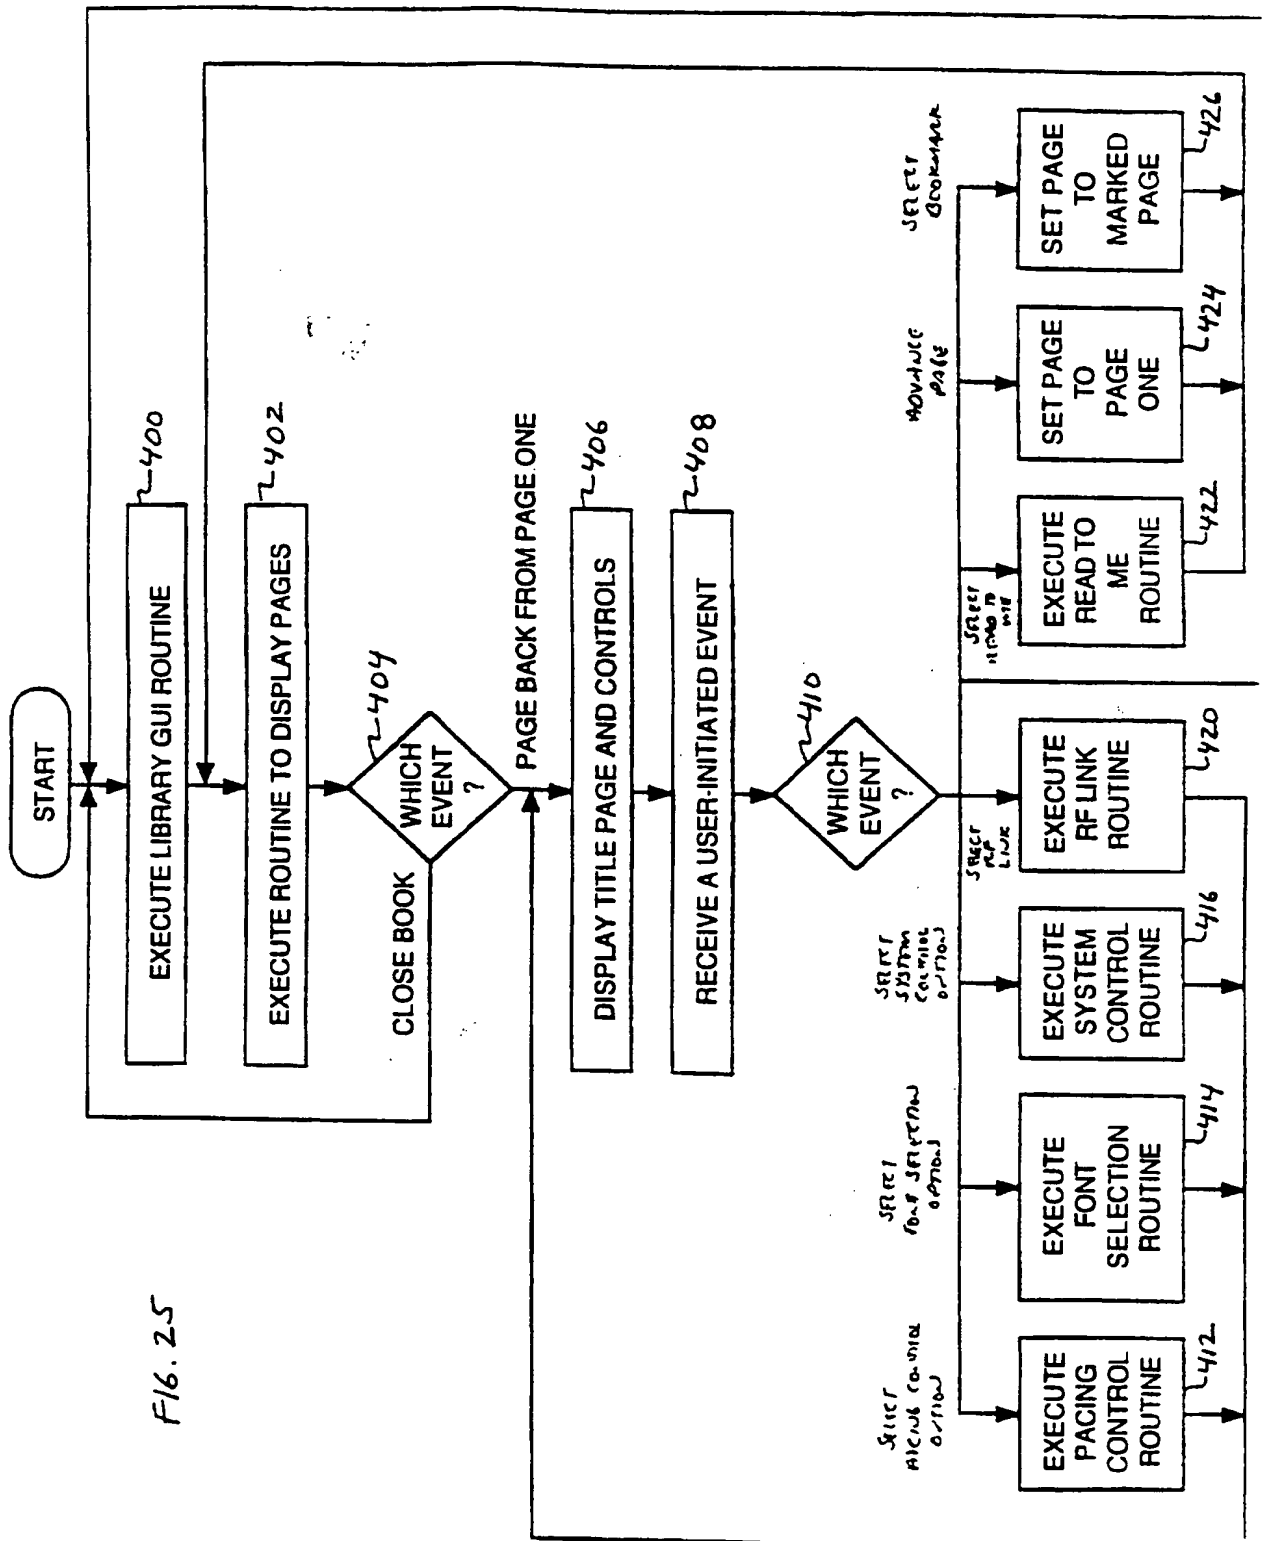 FIG. 25
START
EXECUTE LIBRARY GUI ROUTINE
400
EXECUTE ROUTINE TO DISPLAY PAGES
402
WHICH
EVENT
?
404
CLOSE BOOK
PAGE BACK FROM PAGE ONE
DISPLAY TITLE PAGE AND CONTROLS
406
RECEIVE A USER-INITIATED EVENT
408
WHICH
EVENT
?
410
SELECT
PACING CONTROL
OPTION
EXECUTE
PACING
CONTROL
ROUTINE
412
SELECT
FONT SELECTION
OPTION
EXECUTE
FONT
SELECTION
ROUTINE
414
SELECT
SYSTEM
CONTROL
OPTION
EXECUTE
SYSTEM
CONTROL
ROUTINE
416
SELECT
RF
LINK
EXECUTE
RF LINK
ROUTINE
420
SELECT
READ TO
ME
EXECUTE
READ TO
ME
ROUTINE
422
ADVANCE
PAGE
SET PAGE
TO
PAGE
ONE
424
SELECT
BOOKMARK
SET PAGE
TO
MARKED
PAGE
426